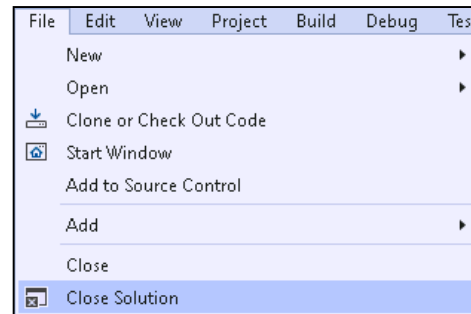 File Edit View Project Build Debug Tes
New
Open
Clone or Check Out Code
Start Window
Add to Source Control
Add
Close
Close Solution